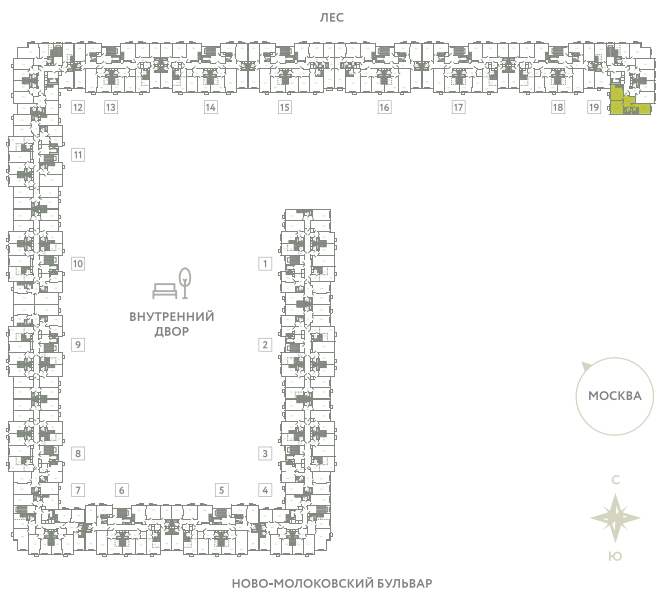 ЛЕС
12 13 14 15 16 17 18 19
11
10 1
ВНУТРЕННИЙ
ДВОР
9 2
МОСКВА
8 3
7 6 5 4
С
Ю
НОВО-МОЛОКОВСКИЙ БУЛЬВАР